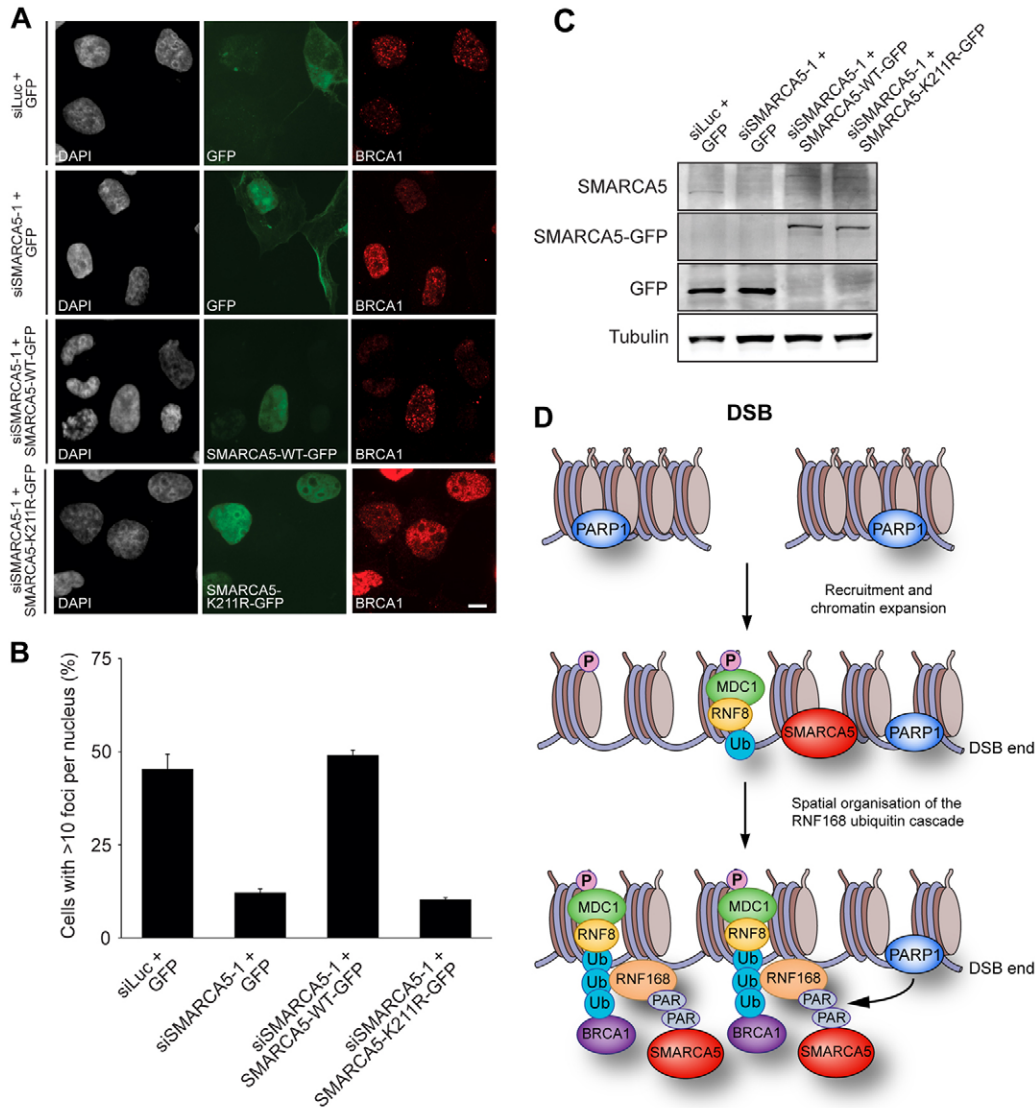 A
siLuc +
GFP
DAPI
GFP
BRCA1
siSMARCA5-1 +
GFP
DAPI
GFP
BRCA1
siSMARCA5-1 +
SMARCA5-WT-GFP
DAPI
SMARCA5-WT-GFP
BRCA1
siSMARCA5-1 +
SMARCA5-K211R-GFP
DAPI
SMARCA5-
K211R-GFP
BRCA1
B
Cells with >10 foci per nucleus (%)
75
50
25
0
siLuc +
GFP
siSMARCA5-1 +
GFP
siSMARCA5-1 +
SMARCA5-WT-GFP
siSMARCA5-1 +
SMARCA5-K211R-GFP
C
siLuc +
GFP
siSMARCA5-1 +
GFP
siSMARCA5-1 +
SMARCA5-WT-GFP
siSMARCA5-1 +
SMARCA5-K211R-GFP
SMARCA5
SMARCA5-GFP
GFP
Tubulin
D
DSB
PARP1
PARP1
Recruitment and
chromatin expansion
P
P
MDC1
RNF8
Ub
SMARCA5
PARP1
DSB end
Spatial organisation of the
RNF168 ubiquitin cascade
P
P
MDC1
MDC1
RNF8
RNF8
PARP1
DSB end
Ub
Ub
RNF168
RNF168
Ub
Ub
PAR
PAR
Ub
Ub
PAR
PAR
BRCA1
BRCA1
SMARCA5
SMARCA5